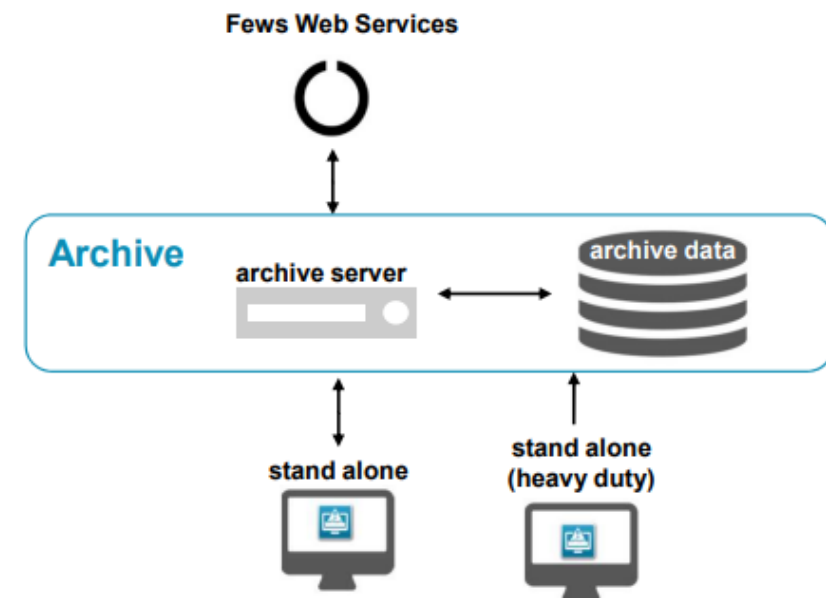 Fews Web Services
Archive
archive data
archive server
stand alone
stand alone
(heavy duty)